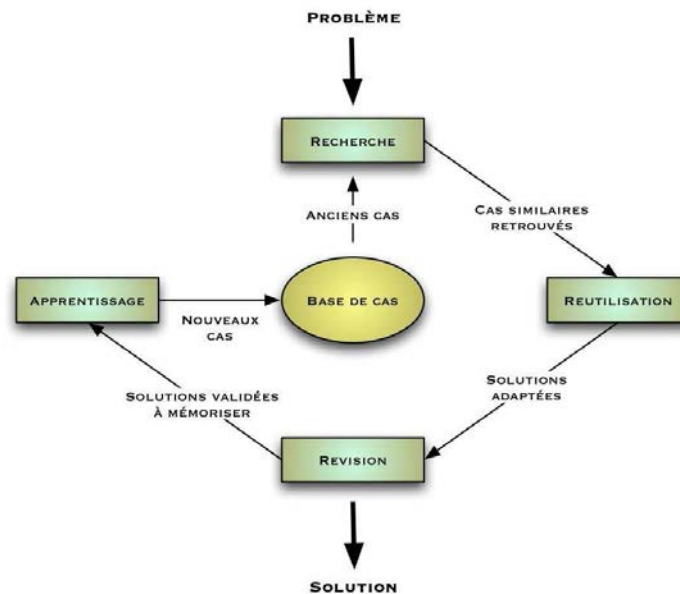 PROBLÈME
RECHERCHE
ANCIENS CAS
CAS SIMILAIRES
RETROUVÉS
APPRENTISSAGE
BASE DE CAS
REUTILISATION
NOUVEAUX
CAS
SOLUTIONS VALIDÉES
À MÉMORISER
SOLUTIONS
ADAPTÉES
REVISION
SOLUTION